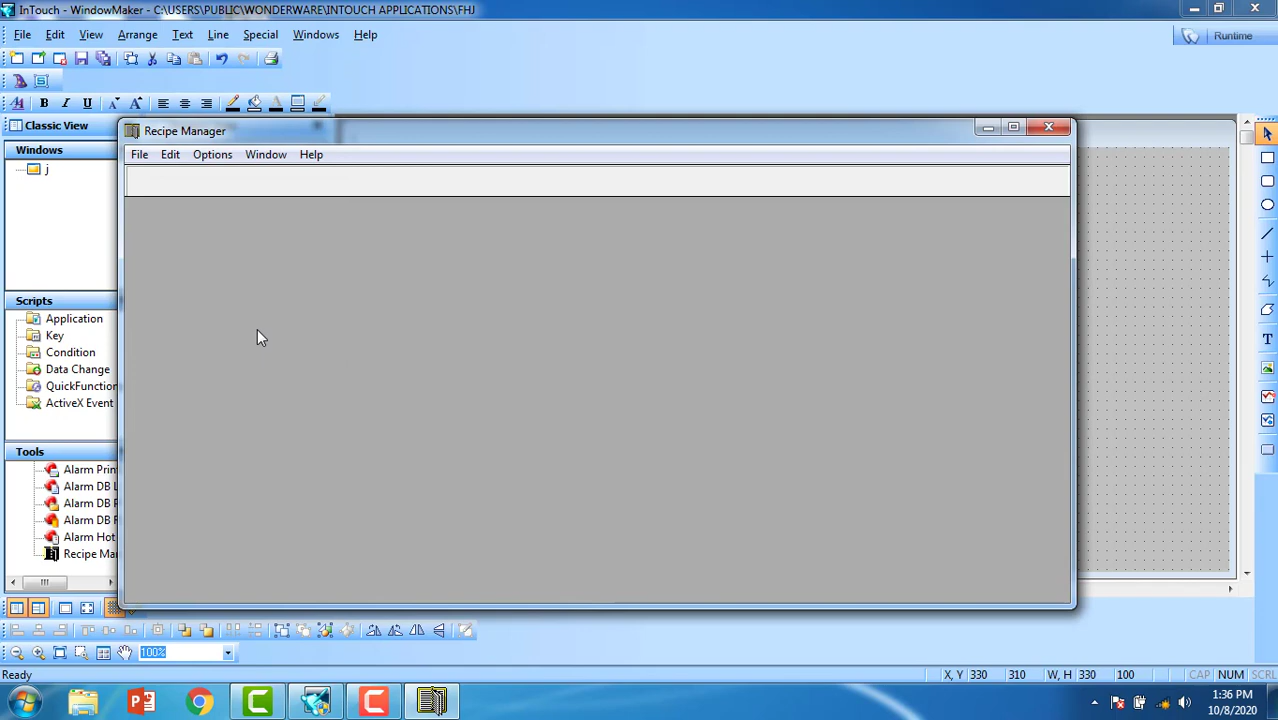 InTouch - WindowMaker - C:\USERS\PUBLIC\WONDERWARE\INTOUCH APPLICATIONS\FHJ
File Edit View Arrange Text Line Special Windows Help
Runtime
B I U
Classic View
Windows
j
Scripts
Application
Key
Condition
Data Change
QuickFunction
ActiveX Event
Tools
Alarm Prin
Alarm DB L
Alarm DB P
Alarm DB R
Alarm Hot
Recipe Ma
Recipe Manager
File Edit Options Window Help
100%
Ready
X, Y 330 310 W, H 330 100 CAP NUM SCRL
1:36 PM
10/8/2020